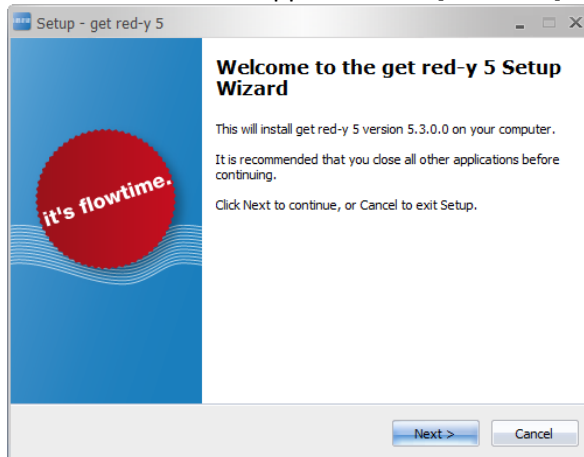 Setup - get red-y 5
Welcome to the get red-y 5 Setup
Wizard
This will install get red-y 5 version 5.3.0.0 on your computer.
It is recommended that you close all other applications before
continuing.
Click Next to continue, or Cancel to exit Setup.
it's flowtime.
Next >
Cancel